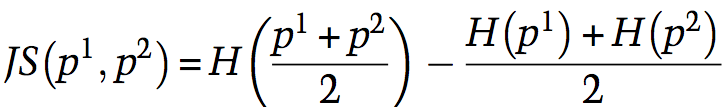 JS(p¹, p²) = H((p¹ + p²)/2) − (H(p¹) + H(p²))/2